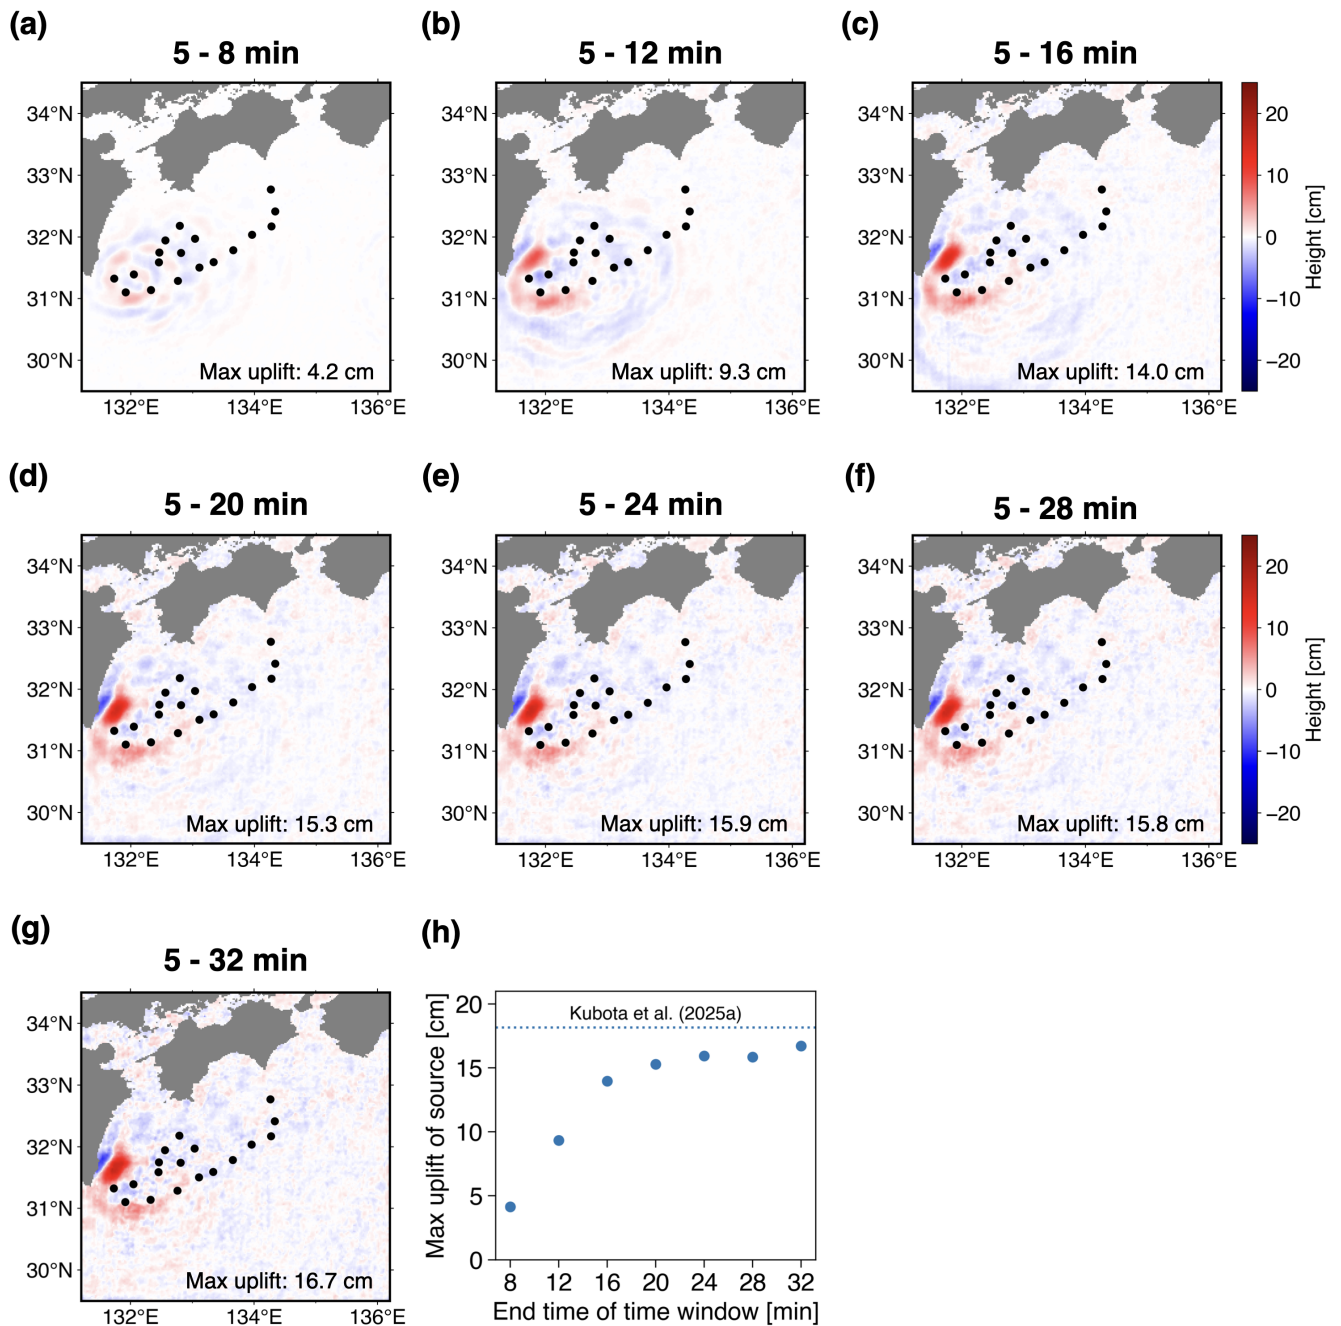 (a)
5 - 8 min
34°N
33°N
32°N
31°N
30°N
132°E
134°E
136°E
Max uplift: 4.2 cm
(b)
5 - 12 min
34°N
33°N
32°N
31°N
30°N
132°E
134°E
136°E
Max uplift: 9.3 cm
(c)
5 - 16 min
34°N
33°N
32°N
31°N
30°N
132°E
134°E
136°E
Max uplift: 14.0 cm
20
10
0
−10
−20
Height [cm]
(d)
5 - 20 min
34°N
33°N
32°N
31°N
30°N
132°E
134°E
136°E
Max uplift: 15.3 cm
(e)
5 - 24 min
34°N
33°N
32°N
31°N
30°N
132°E
134°E
136°E
Max uplift: 15.9 cm
(f)
5 - 28 min
34°N
33°N
32°N
31°N
30°N
132°E
134°E
136°E
Max uplift: 15.8 cm
20
10
0
−10
−20
Height [cm]
(g)
5 - 32 min
34°N
33°N
32°N
31°N
30°N
132°E
134°E
136°E
Max uplift: 16.7 cm
(h)
Max uplift of source [cm]
20
15
10
5
0
Kubota et al. (2025a)
8 12 16 20 24 28 32
End time of time window [min]